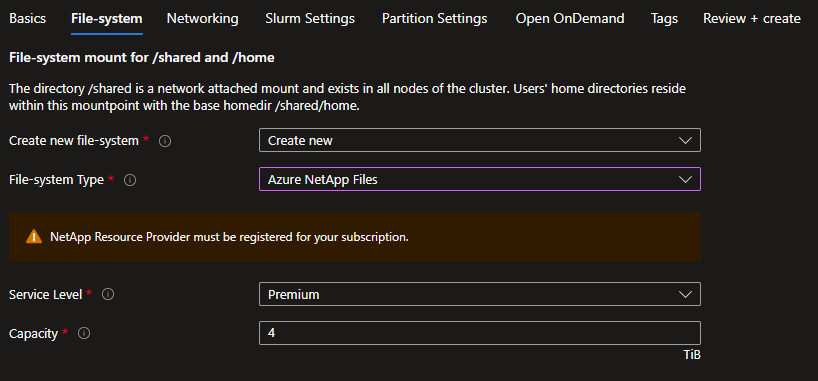 Basics File-system Networking Slurm Settings Partition Settings Open OnDemand Tags Review + create
File-system mount for /shared and /home
The directory /shared is a network attached mount and exists in all nodes of the cluster. Users' home directories reside
within this mountpoint with the base homedir /shared/home.
Create new file-system * Create new
File-system Type * Azure NetApp Files
NetApp Resource Provider must be registered for your subscription.
Service Level * Premium
Capacity * 4
TiB